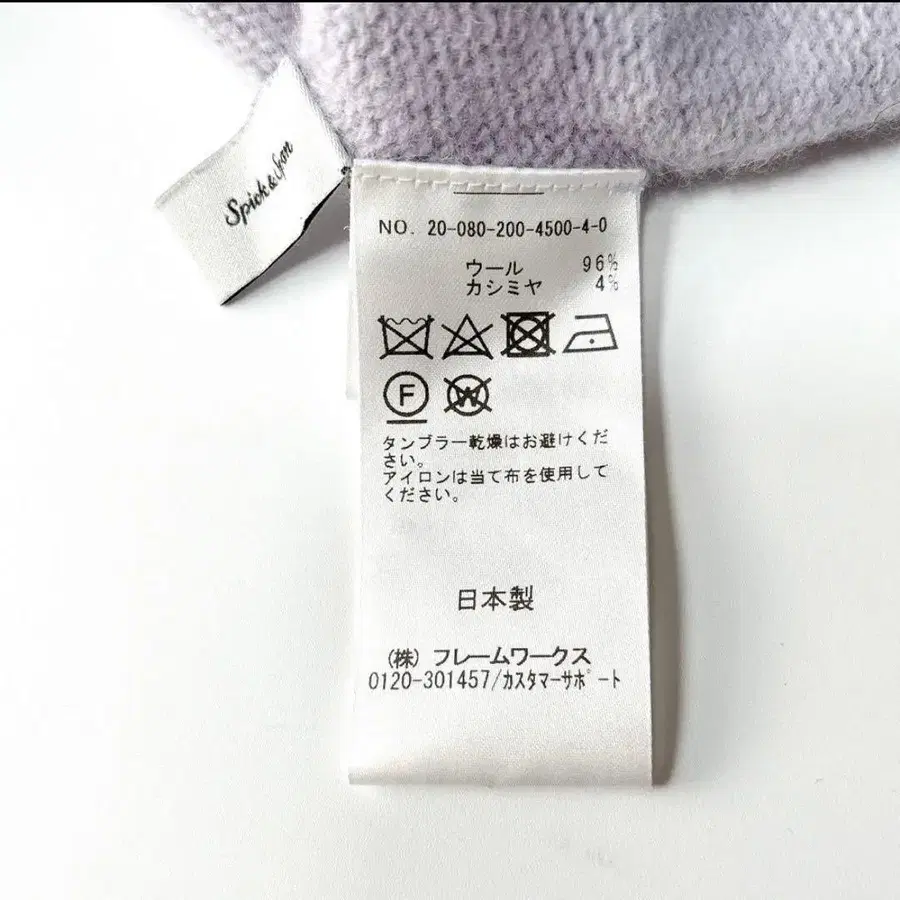 Spick & Span
NO. 20-080-200-4500-4-0
ウール 96%
カシミヤ 4%
F
W
タンブラー乾燥はお避けくだ
さい。
アイロンは当て布を使用して
ください。
日本製
(株) フレームワークス
0120-301457/カスタマーサポート